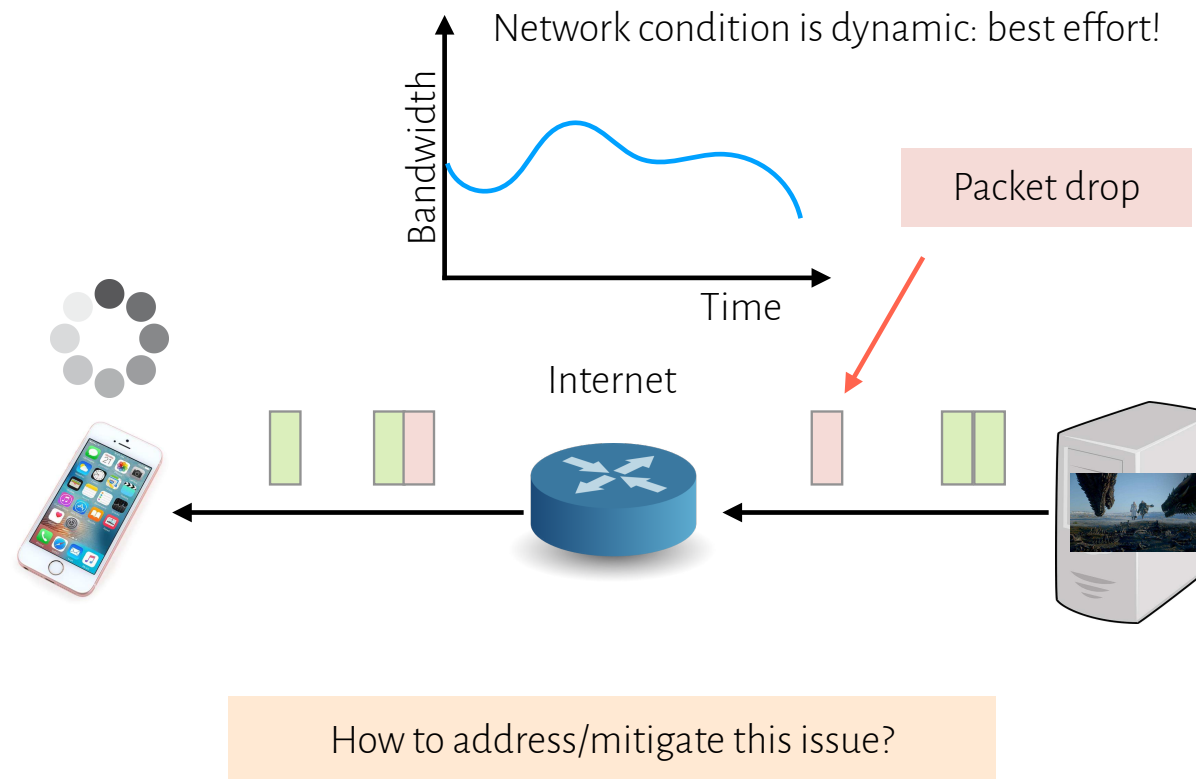 Network condition is dynamic: best effort!
Bandwidth
Packet drop
Time
Internet
How to address/mitigate this issue?